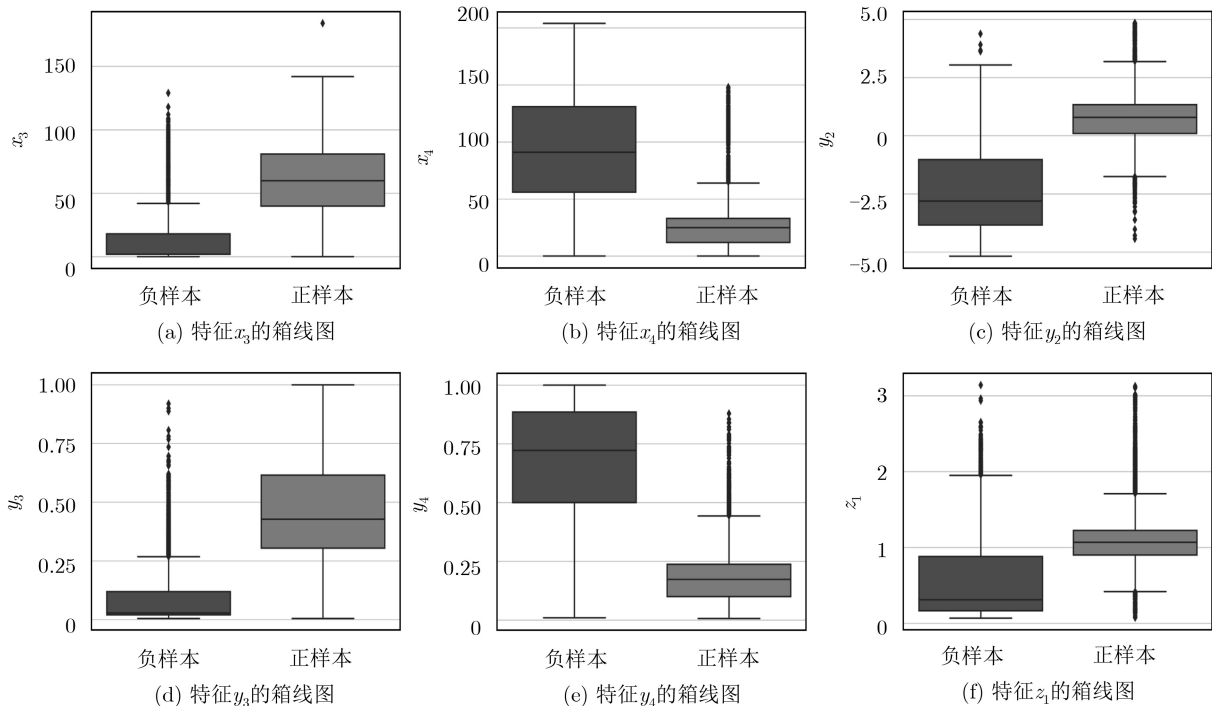 150
100
50
0
x₃
负样本 正样本
(a) 特征x₃的箱线图
200
150
100
50
0
x₄
负样本 正样本
(b) 特征x₄的箱线图
5.0
2.5
0
−2.5
−5.0
y₂
负样本 正样本
(c) 特征y₂的箱线图
1.00
0.75
0.50
0.25
0
y₃
负样本 正样本
(d) 特征y₃的箱线图
1.00
0.75
0.50
0.25
0
y₄
负样本 正样本
(e) 特征y₄的箱线图
3
2
1
0
z₁
负样本 正样本
(f) 特征z₁的箱线图